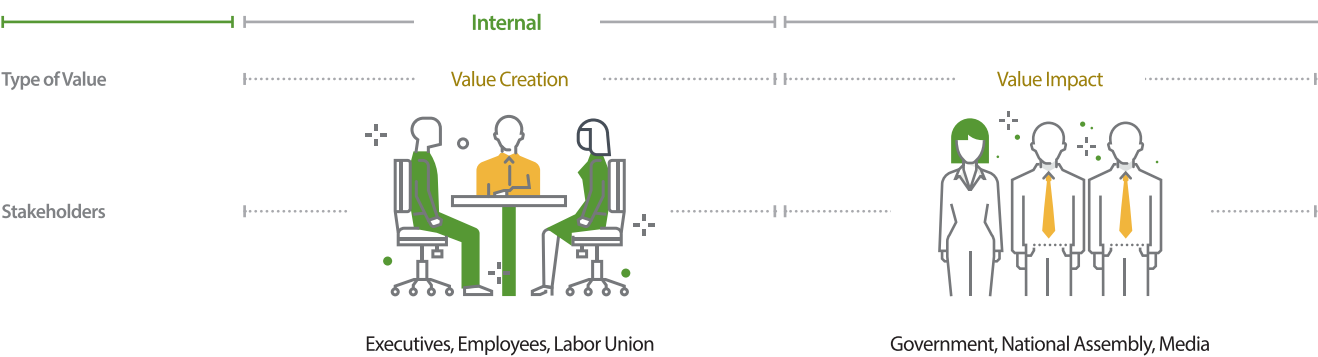 Internal
Type of Value
Value Creation
Value Impact
Stakeholders
Executives, Employees, Labor Union
Government, National Assembly, Media